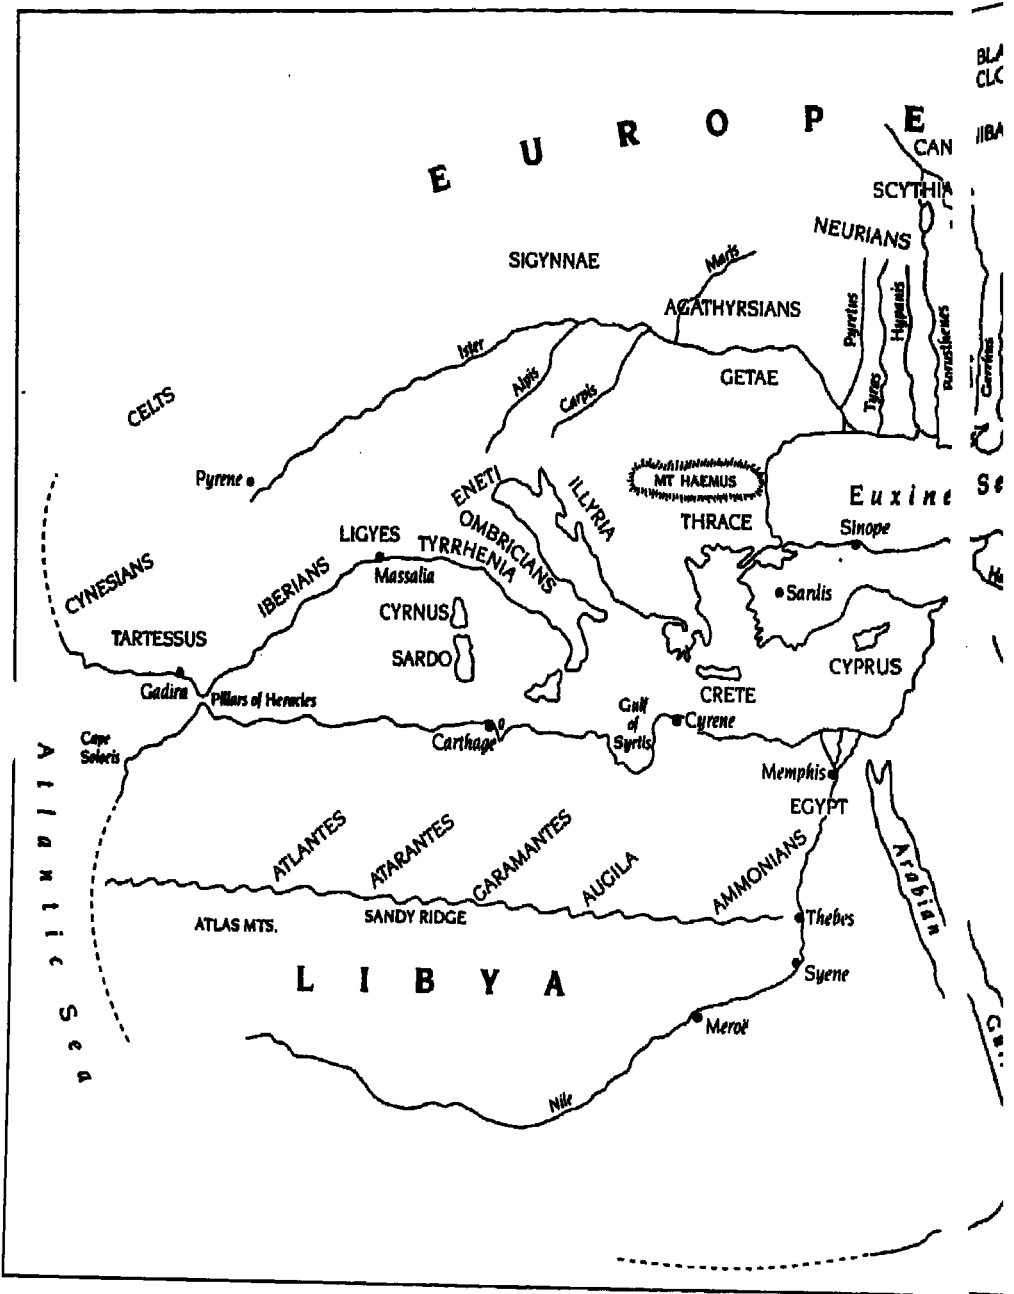 EUROPE
CAN
SCYTHIA
NEURIANS
SIGYNNAE
Maris
AGATHYRSIANS
Pyretus
Tyras
Hypanis
Ister
Alpis
Carpis
GETAE
CELTS
Pyrene
ENETI
ILLYRIA
MT HAEMUS
Euxine
Se
OMBRICIANS
TYRRHENIA
THRACE
Sinope
LIGYES
Massalia
CYNESIANS
IBERIANS
CYRNUS
Sardis
TARTESSUS
SARDO
CYPRUS
Gadira
Pillars of Heracles
CRETE
Gulf
of
Syrtis
Cyrene
Cape
Soloeis
Carthage
Memphis
EGYPT
Atlantic Sea
ATLANTES
ATARANTES
GARAMANTES
AUGILA
AMMONIANS
Arabian
ATLAS MTS.
SANDY RIDGE
Thebes
LIBYA
Syene
Meroë
Nile